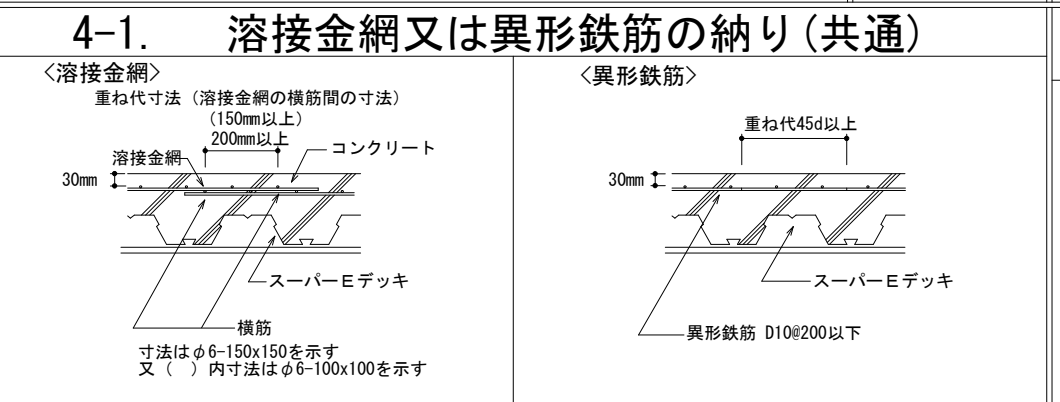 4-1. 溶接金網又は異形鉄筋の納り(共通)
<溶接金網>
重ね代寸法(溶接金網の横筋間の寸法)
(150mm以上)
200mm以上
コンクリート
溶接金網
30mm
スーパーEデッキ
横筋
寸法はφ6-150x150を示す
又( )内寸法はφ6-100x100を示す
<異形鉄筋>
重ね代45d以上
30mm
スーパーEデッキ
異形鉄筋 D10@200以下